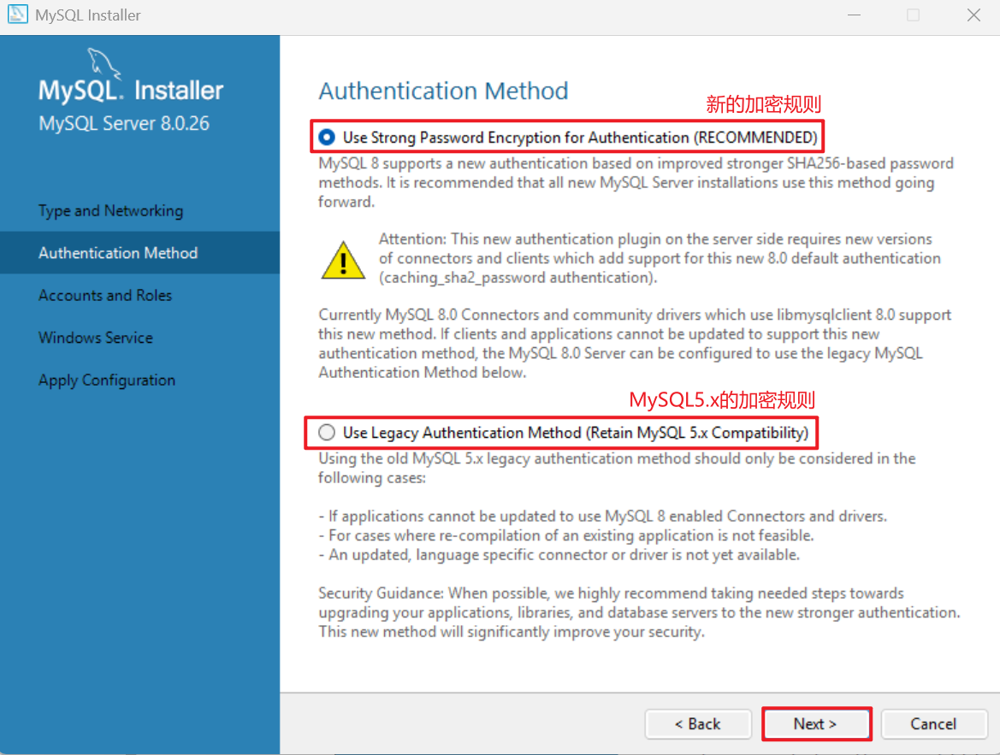 MySQL Installer
MySQL. Installer
MySQL Server 8.0.26
Type and Networking
Authentication Method
Accounts and Roles
Windows Service
Apply Configuration
Authentication Method
新的加密规则
Use Strong Password Encryption for Authentication (RECOMMENDED)
MySQL 8 supports a new authentication based on improved stronger SHA256-based password
methods. It is recommended that all new MySQL Server installations use this method going
forward.
Attention: This new authentication plugin on the server side requires new versions
of connectors and clients which add support for this new 8.0 default authentication
(caching_sha2_password authentication).
Currently MySQL 8.0 Connectors and community drivers which use libmysqlclient 8.0 support
this new method. If clients and applications cannot be updated to support this new
authentication method, the MySQL 8.0 Server can be configured to use the legacy MySQL
Authentication Method below.
MySQL5.x的加密规则
Use Legacy Authentication Method (Retain MySQL 5.x Compatibility)
Using the old MySQL 5.x legacy authentication method should only be considered in the
following cases:
- If applications cannot be updated to use MySQL 8 enabled Connectors and drivers.
- For cases where re-compilation of an existing application is not feasible.
- An updated, language specific connector or driver is not yet available.
Security Guidance: When possible, we highly recommend taking needed steps towards
upgrading your applications, libraries, and database servers to the new stronger authentication.
This new method will significantly improve your security.
< Back
Next >
Cancel